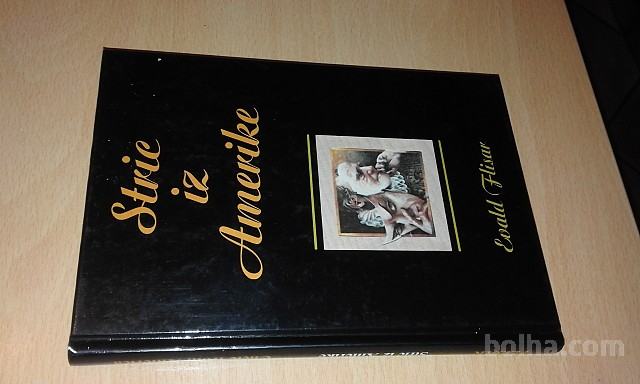 Stric
iz
Amerike
Evald Flisar
bolha.com